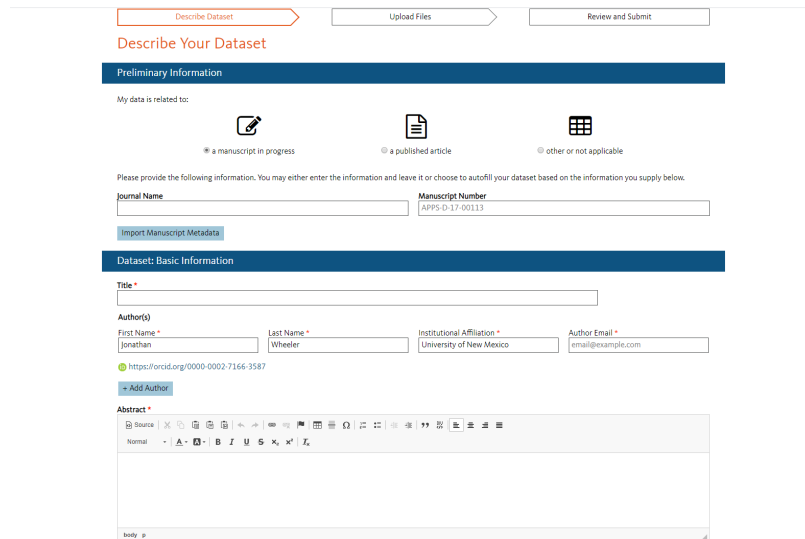 Describe Dataset Upload Files Review and Submit
Describe Your Dataset
Preliminary Information
My data is related to:
a manuscript in progress a published article other or not applicable
Please provide the following information. You may either enter the information and leave it or choose to autofill your dataset based on the information you supply below.
Journal Name Manuscript Number
APPS-D-17-00113
Import Manuscript Metadata
Dataset: Basic Information
Title *
Author(s)
First Name * Last Name * Institutional Affiliation * Author Email *
Jonathan Wheeler University of New Mexico email@example.com
iD https://orcid.org/0000-0002-7166-3587
+ Add Author
Abstract *
Source
Normal A A B I U S x₂ x² Tx
body p